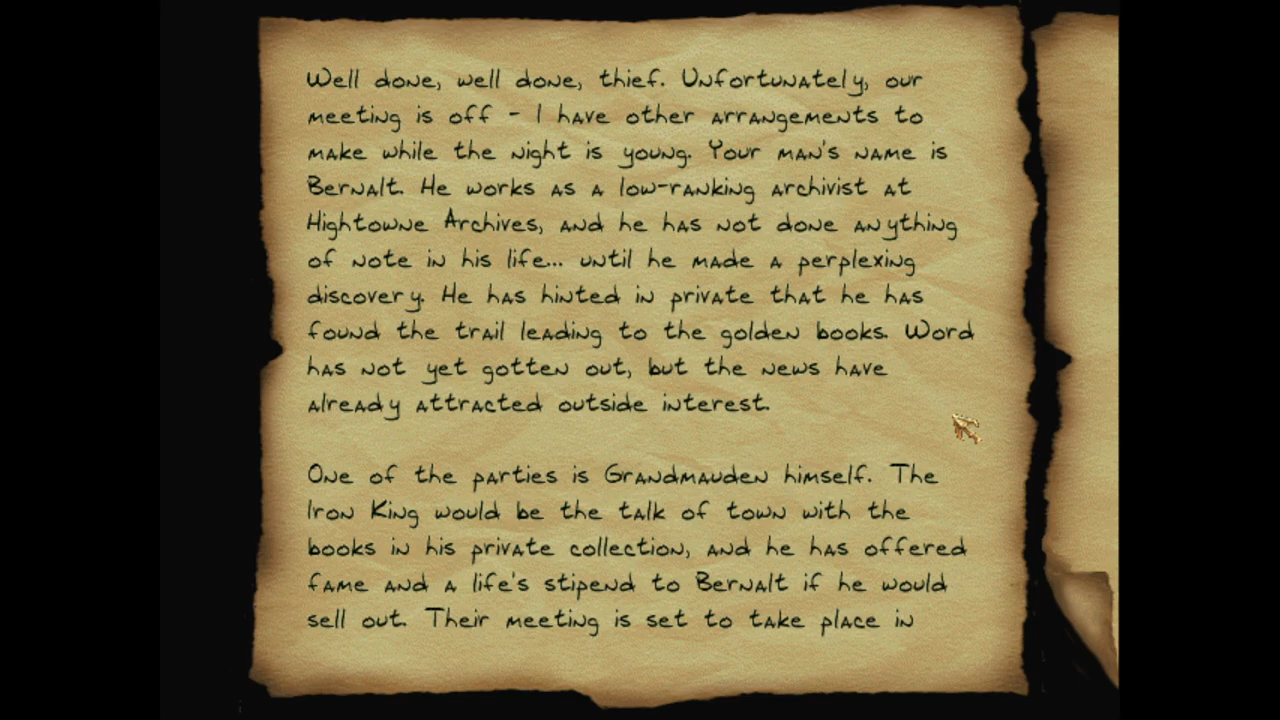 Well done, well done, thief. Unfortunately, our
meeting is off - I have other arrangements to
make while the night is young. Your man's name is
Bernalt. He works as a low-ranking archivist at
Hightowne Archives, and he has not done anything
of note in his life... until he made a perplexing
discovery. He has hinted in private that he has
found the trail leading to the golden books. Word
has not yet gotten out, but the news have
already attracted outside interest.
One of the parties is Grandmauden himself. The
Iron King would be the talk of town with the
books in his private collection, and he has offered
fame and a life's stipend to Bernalt if he would
sell out. Their meeting is set to take place in